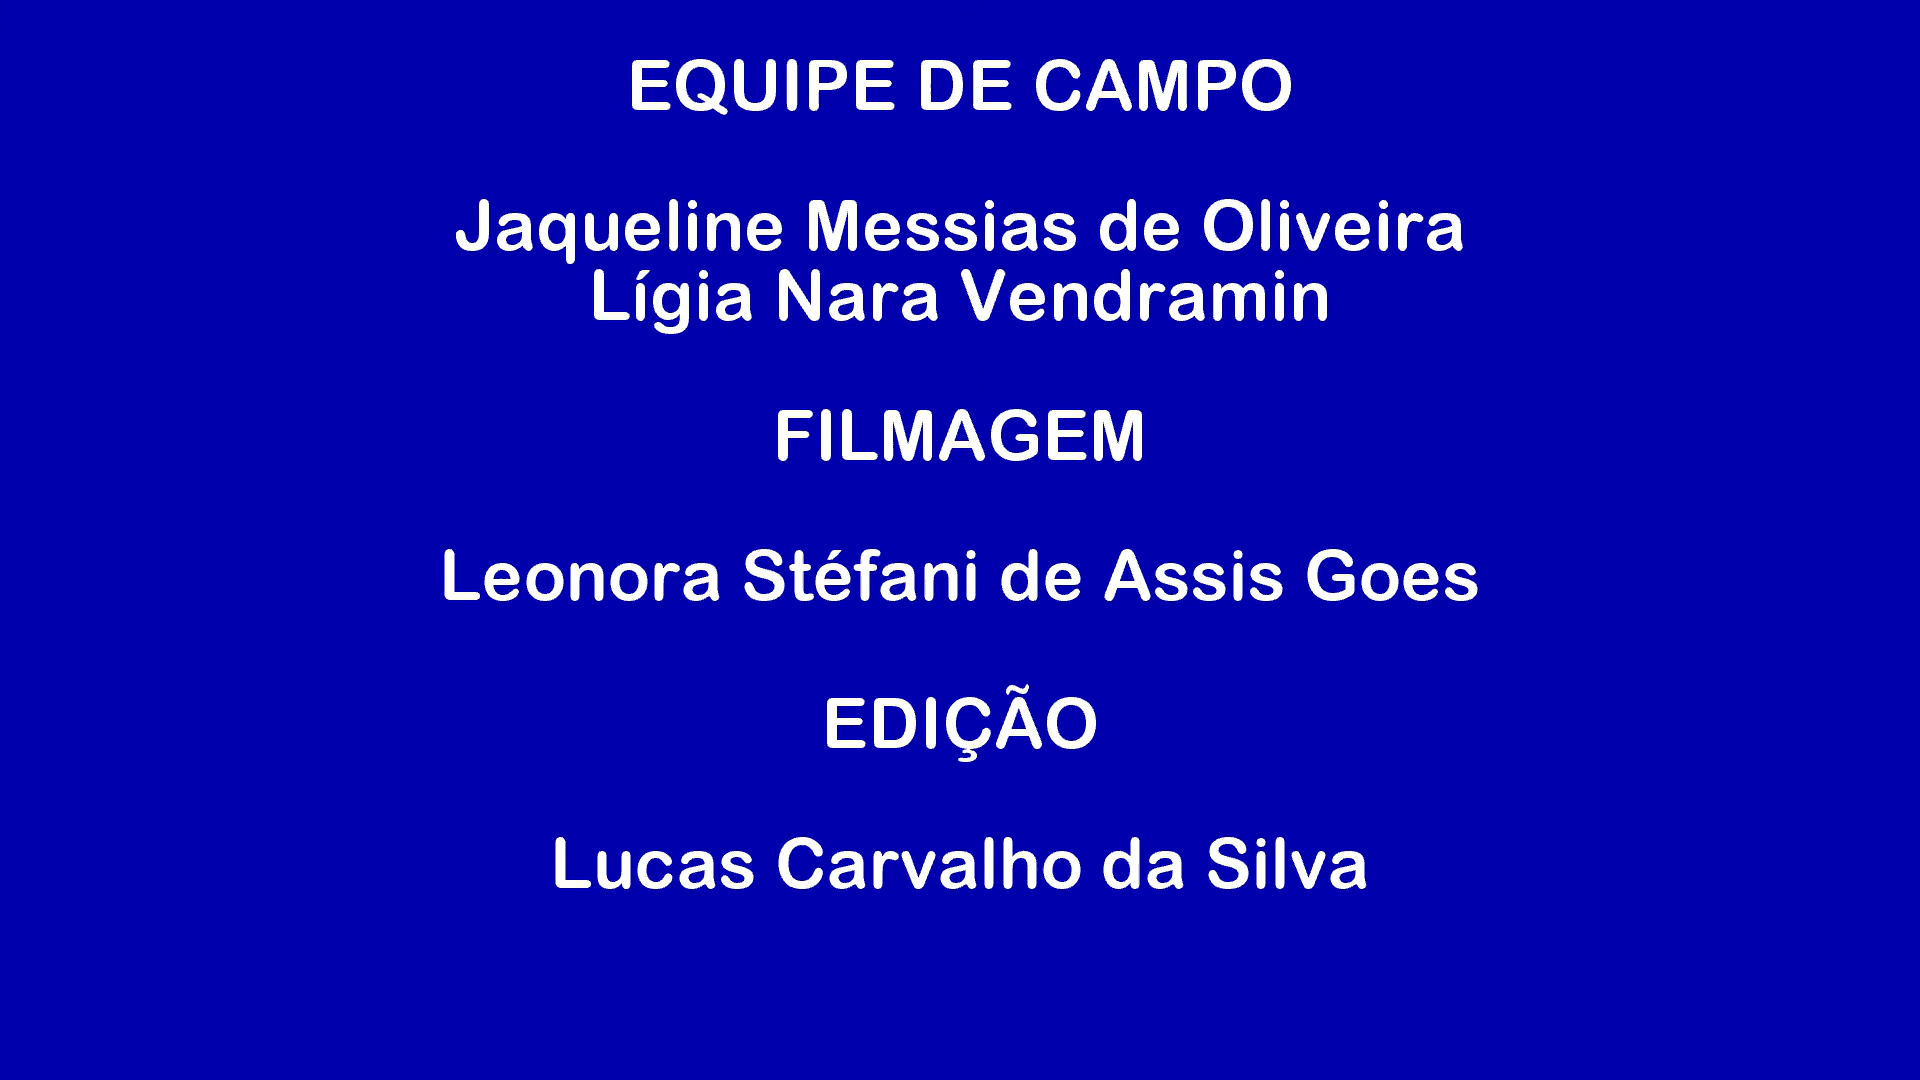 EQUIPE DE CAMPO
Jaqueline Messias de Oliveira
Lígia Nara Vendramin
FILMAGEM
Leonora Stéfani de Assis Goes
EDIÇÃO
Lucas Carvalho da Silva